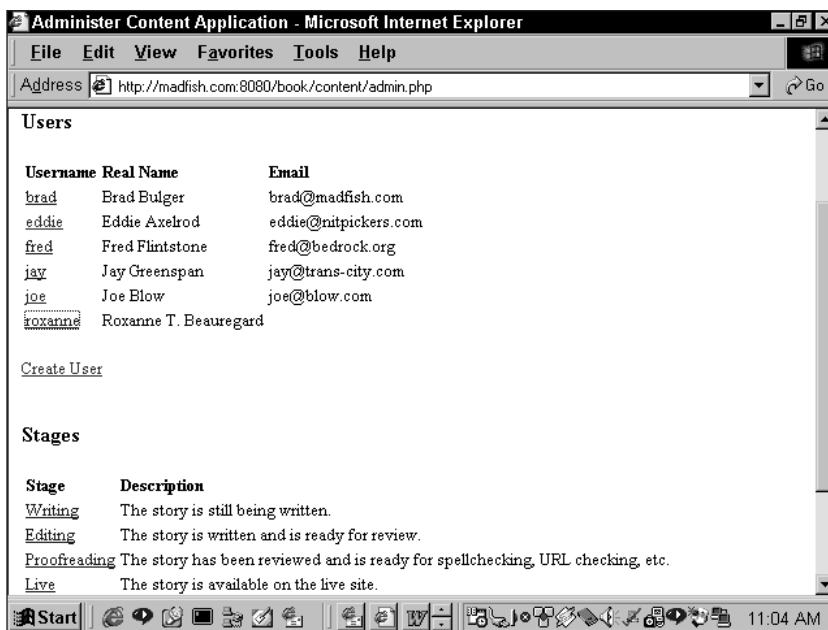 Administer Content Application - Microsoft Internet Explorer
File Edit View Favorites Tools Help
Address http://madfish.com:8080/book/content/admin.php Go
Users
Username Real Name Email
brad Brad Bulger brad@madfish.com
eddie Eddie Axelrod eddie@nitpickers.com
fred Fred Flintstone fred@bedrock.org
jay Jay Greenspan jay@trans-city.com
joe Joe Blow joe@blow.com
roxanne Roxanne T. Beauregard
Create User
Stages
Stage Description
Writing The story is still being written.
Editing The story is written and is ready for review.
Proofreading The story has been reviewed and is ready for spellchecking, URL checking, etc.
Live The story is available on the live site.
Start 11:04 AM